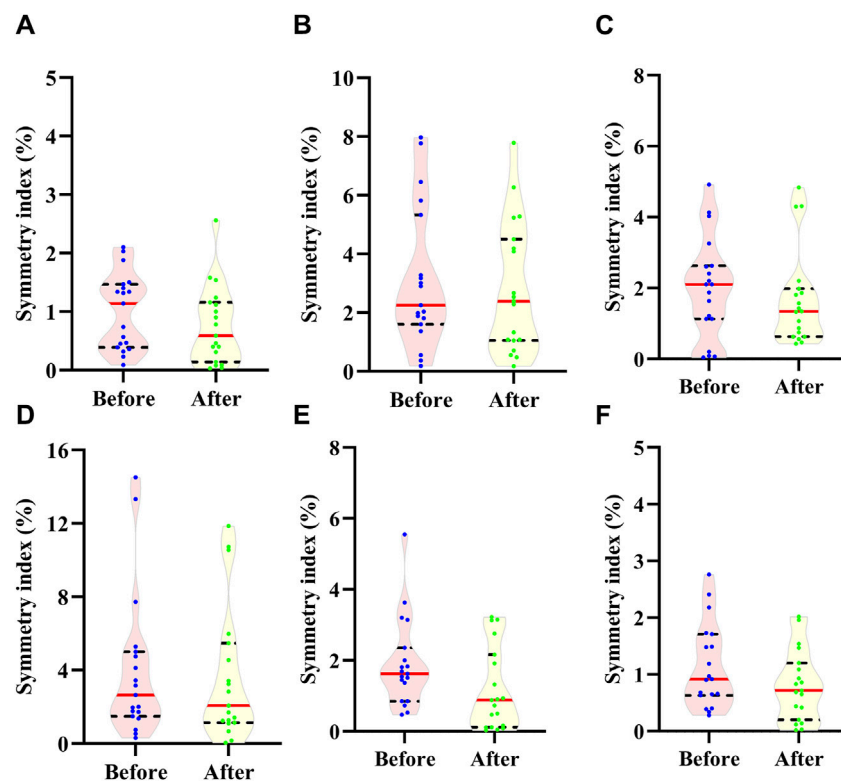 A
Symmetry index (%)
5
4
3
2
1
0
Before After
B
Symmetry index (%)
10
8
6
4
2
0
Before After
C
Symmetry index (%)
8
6
4
2
0
Before After
D
Symmetry index (%)
16
12
8
4
0
Before After
E
Symmetry index (%)
8
6
4
2
0
Before After
F
Symmetry index (%)
5
4
3
2
1
0
Before After